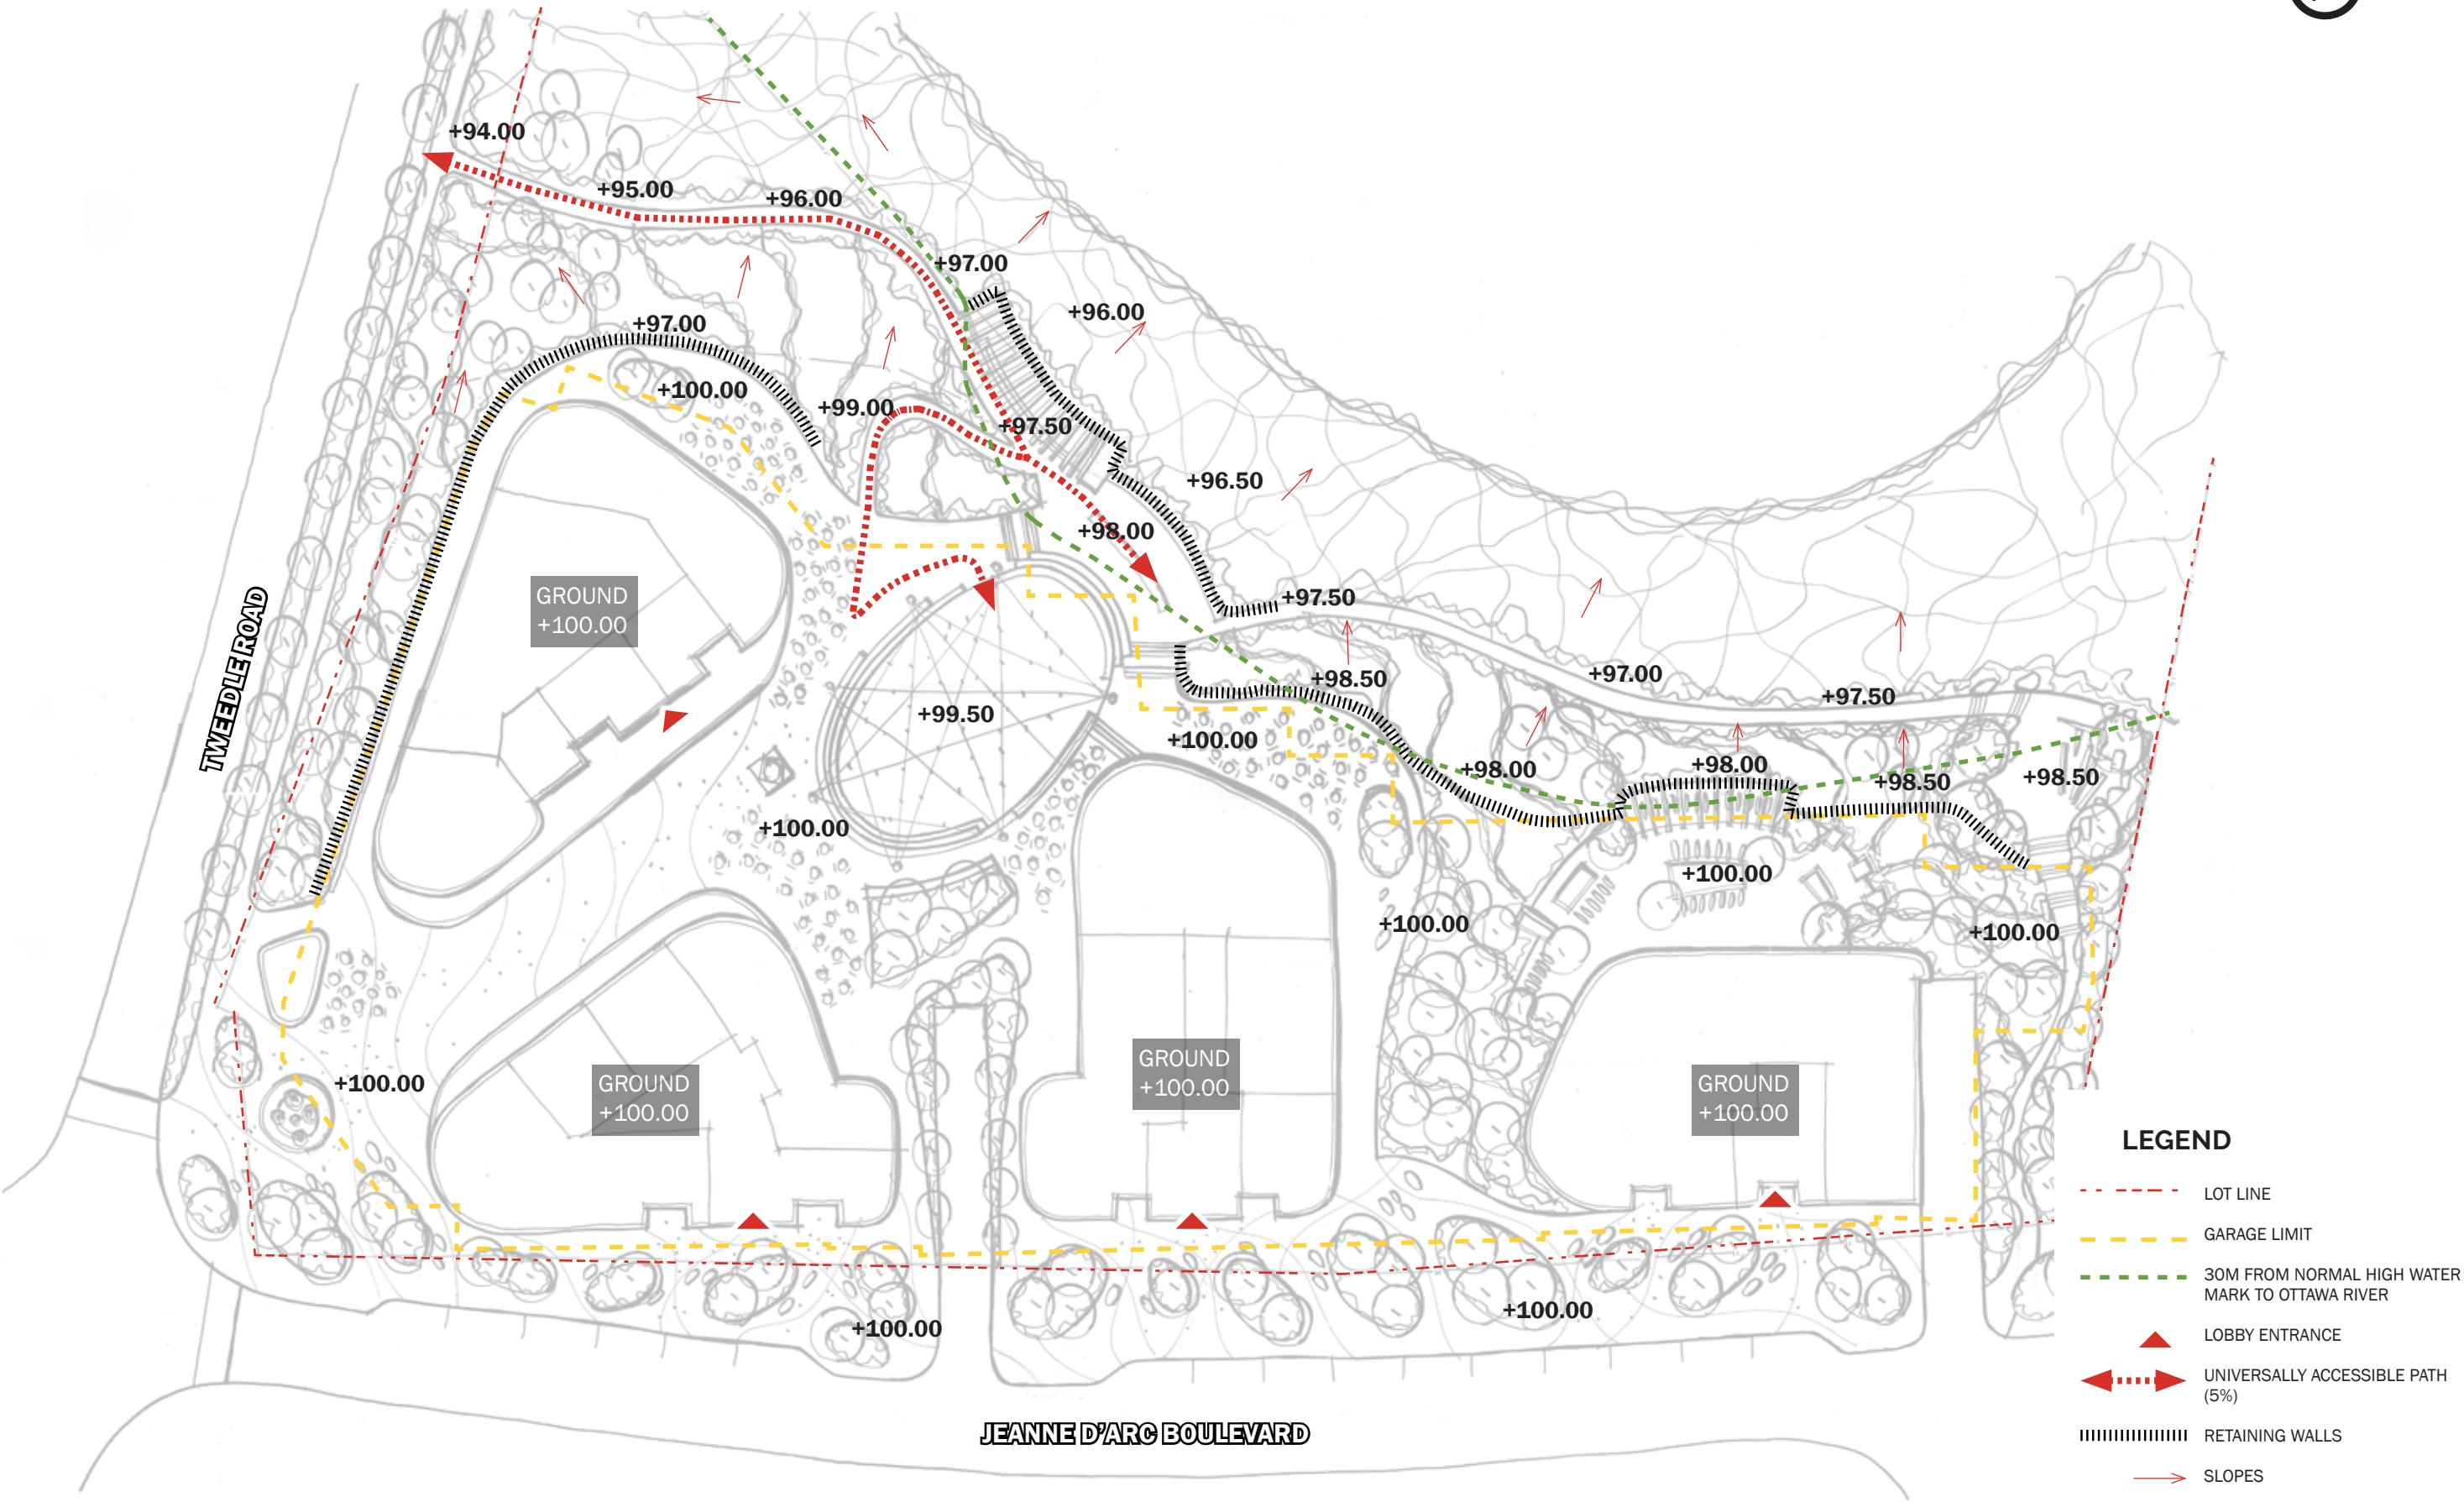 +94.00
+95.00
+96.00
+97.00
+96.00
+97.00
+100.00
+99.00
+97.50
+96.50
+98.00
GROUND
+100.00
+97.50
+97.00
+98.50
+97.50
+99.50
+100.00
+98.00
+98.00
+98.50
+98.50
TWEEDLE ROAD
+100.00
+100.00
+100.00
+100.00
+100.00
GROUND
+100.00
GROUND
+100.00
GROUND
+100.00
+100.00
+100.00
JEANNE D'ARC BOULEVARD
LEGEND
LOT LINE
GARAGE LIMIT
30M FROM NORMAL HIGH WATER
MARK TO OTTAWA RIVER
LOBBY ENTRANCE
UNIVERSALLY ACCESSIBLE PATH
(5%)
RETAINING WALLS
SLOPES